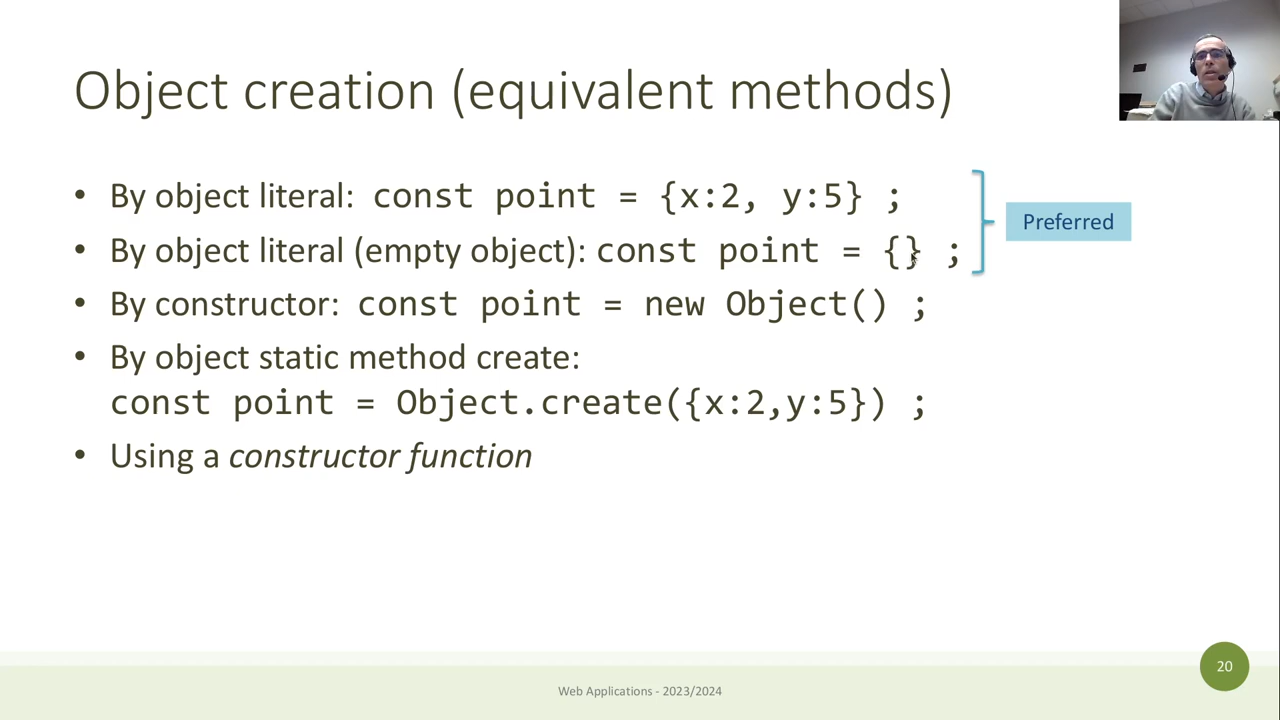 Object creation (equivalent methods)
• By object literal: const point = {x:2, y:5} ;
• By object literal (empty object): const point = {} ;
Preferred
• By constructor: const point = new Object() ;
• By object static method create:
const point = Object.create({x:2,y:5}) ;
• Using a constructor function
20
Web Applications - 2023/2024